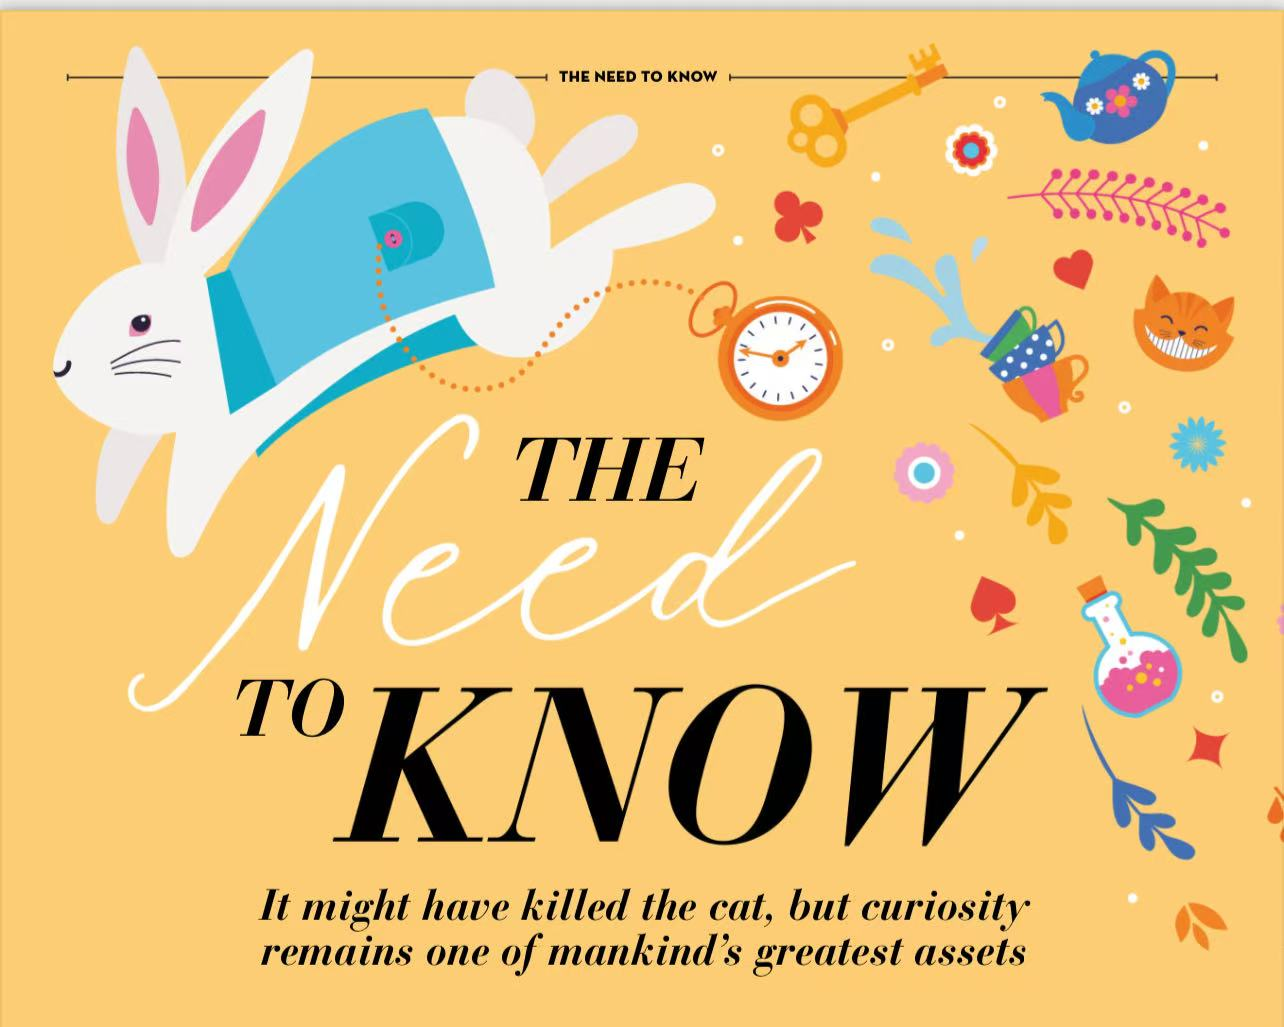 THE NEED TO KNOW
THE
Need
TO KNOW
It might have killed the cat, but curiosity
remains one of mankind’s greatest assets